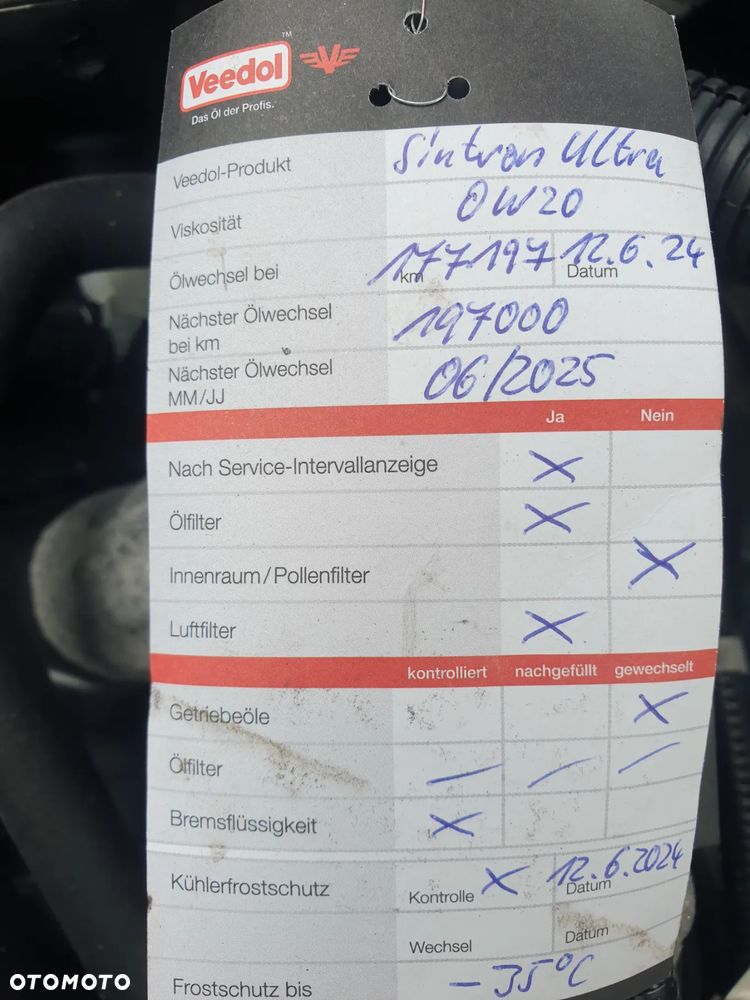 Veedol ™
Das Öl der Profis.
Veedol-Produkt Sintron Ultra
Viskosität 0W20
Ölwechsel bei 177197 km 12.6.24 Datum
Nächster Ölwechsel
bei km 197000
Nächster Ölwechsel
MM/JJ 06/2025
Ja Nein
Nach Service-Intervallanzeige X
Ölfilter X
Innenraum/Pollenfilter X
Luftfilter X
kontrolliert nachgefüllt gewechselt
Getriebeöle X
Ölfilter — — —
Bremsflüssigkeit X
Kühlerfrostschutz Kontrolle X 12.6.2024 Datum
Wechsel Datum
Frostschutz bis -35°C
OTOMOTO